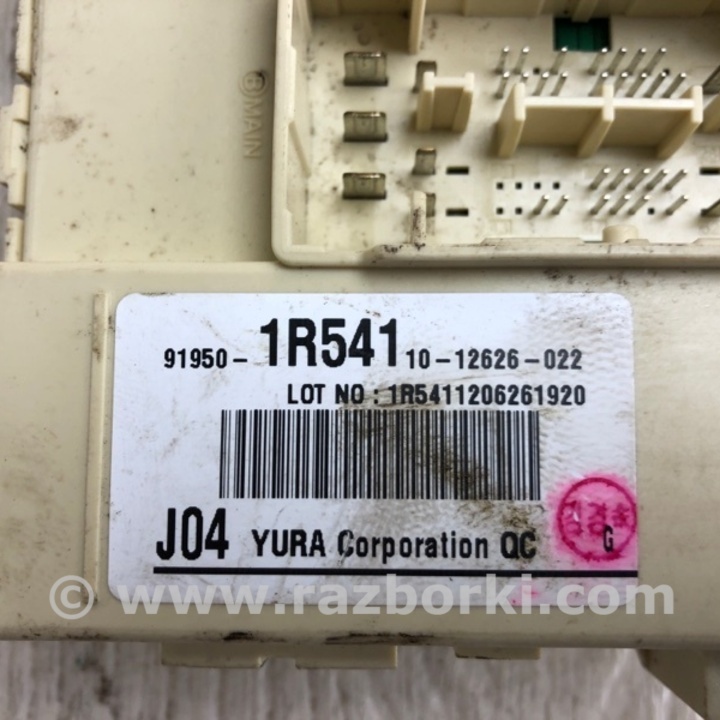 MAIN
91950- 1R541 10-12626-022
LOT NO : 1R5411206261920
J04 YURA Corporation QC
G
© www.razborki.com